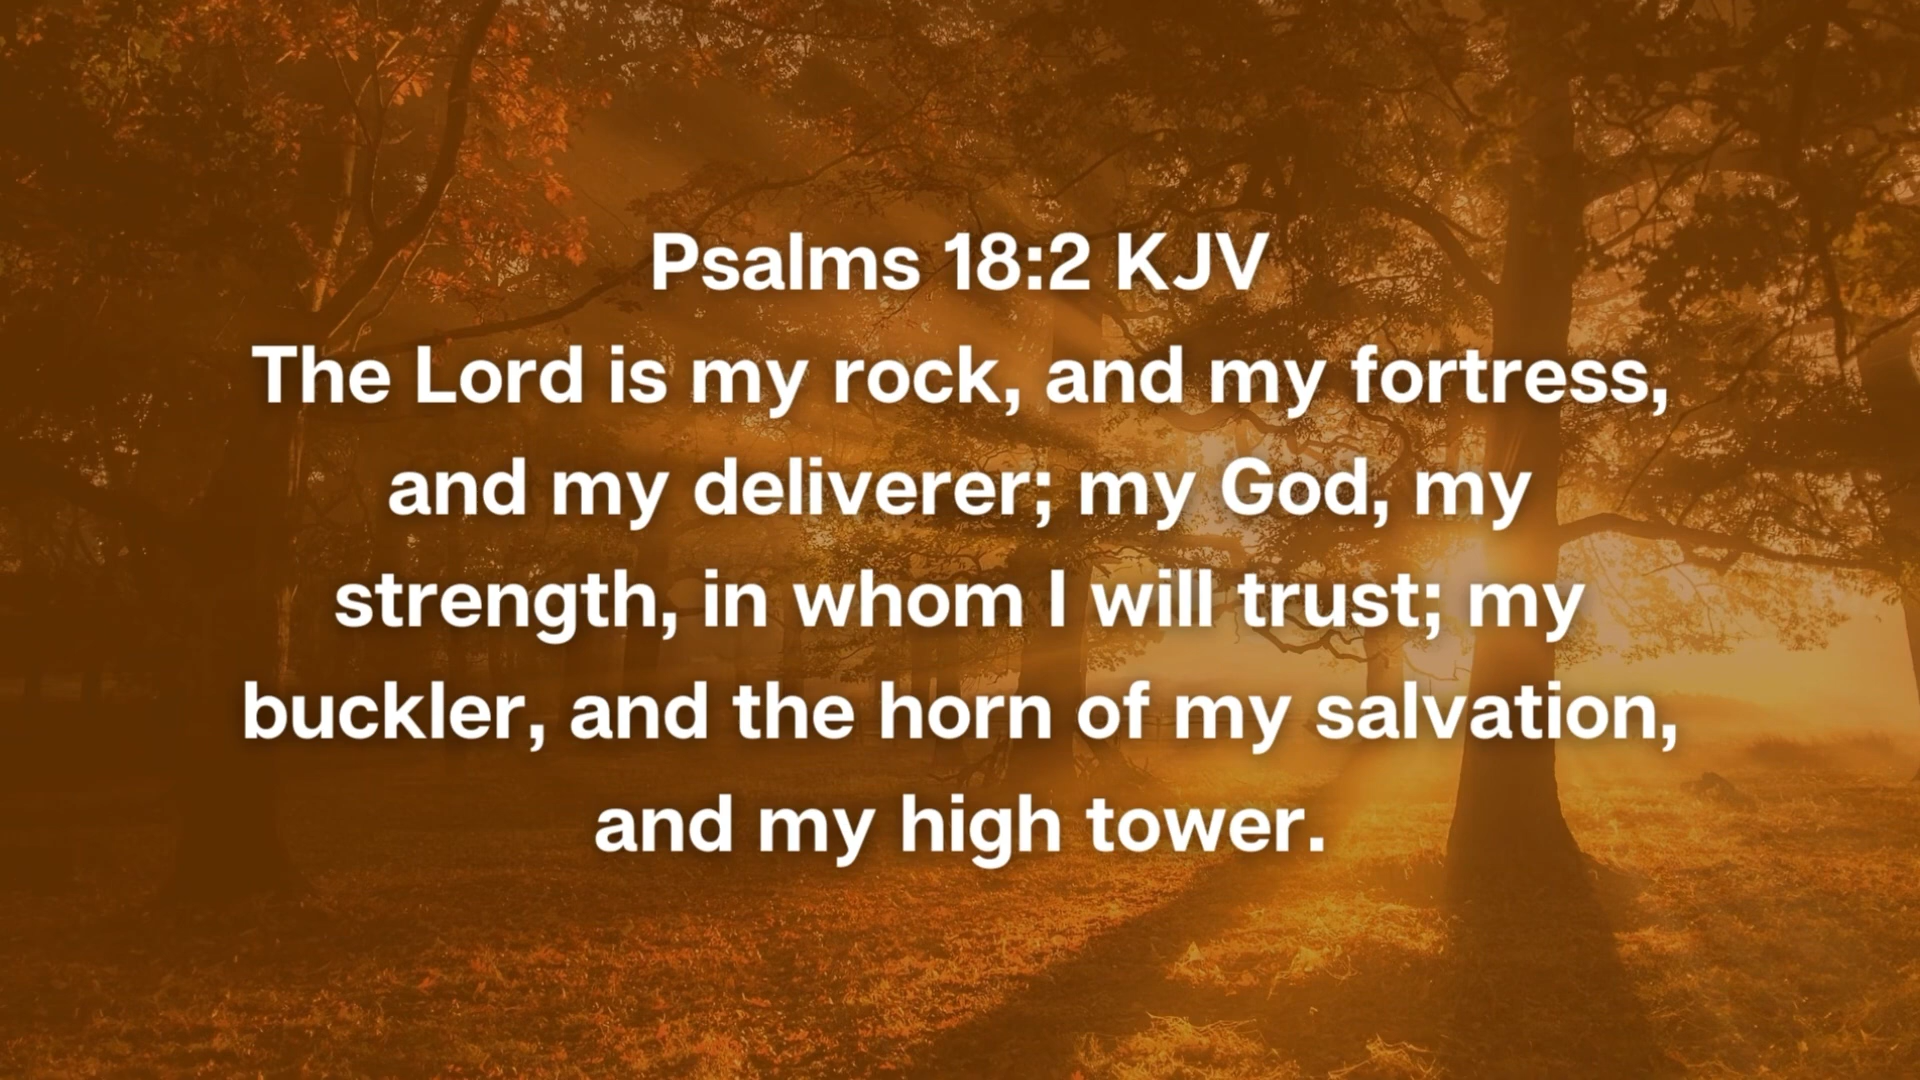 Psalms 18:2 KJV
The Lord is my rock, and my fortress,
and my deliverer; my God, my
strength, in whom I will trust; my
buckler, and the horn of my salvation,
and my high tower.